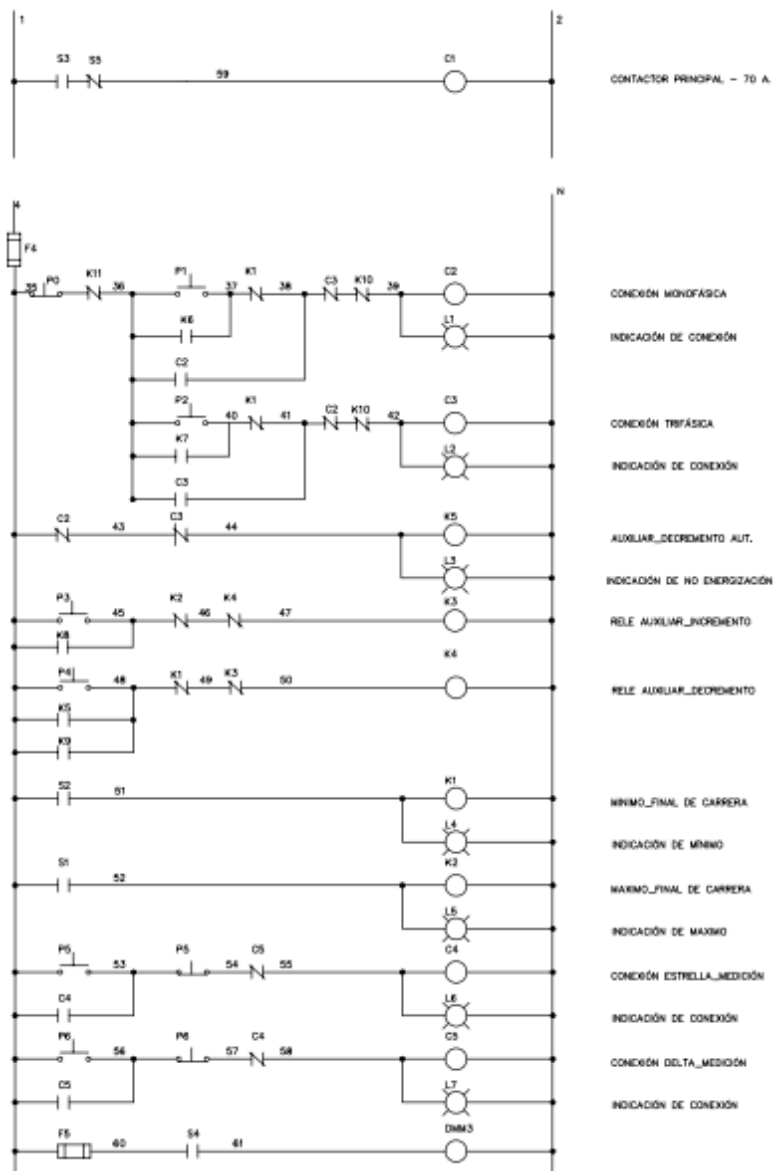 1 2
S3 S5 59 C1
CONTACTOR PRINCIPAL - 70 A.
4 N
F4
35 P0 K11 36 P1 37 K1 38 C3 K10 39 C2
CONEXIÓN MONOFÁSICA
K6 L1
INDICACIÓN DE CONEXIÓN
C2
P2 40 K1 41 C2 K10 42 C3
CONEXIÓN TRIFÁSICA
K7 L2
INDICACIÓN DE CONEXIÓN
C3
C2 43 C3 44 K5
AUXILIAR_DECREMENTO AUT.
L3
INDICACIÓN DE NO ENERGIZACIÓN
P3 45 K2 46 K4 47 K3
RELE AUXILIAR_INCREMENTO
K8
P4 48 K1 49 K3 50 K4
RELE AUXILIAR_DECREMENTO
K5
K9
S2 51 K1
MINIMO_FINAL DE CARRERA
L4
INDICACIÓN DE MÍNIMO
S1 52 K2
MAXIMO_FINAL DE CARRERA
L5
INDICACIÓN DE MAXIMO
P5 53 P5 54 C5 55 C4
CONEXIÓN ESTRELLA_MEDICIÓN
C4 L6
INDICACIÓN DE CONEXIÓN
P6 56 P6 57 C4 58 C5
CONEXIÓN DELTA_MEDICIÓN
C5 L7
INDICACIÓN DE CONEXIÓN
F5 60 S4 61 DMM3